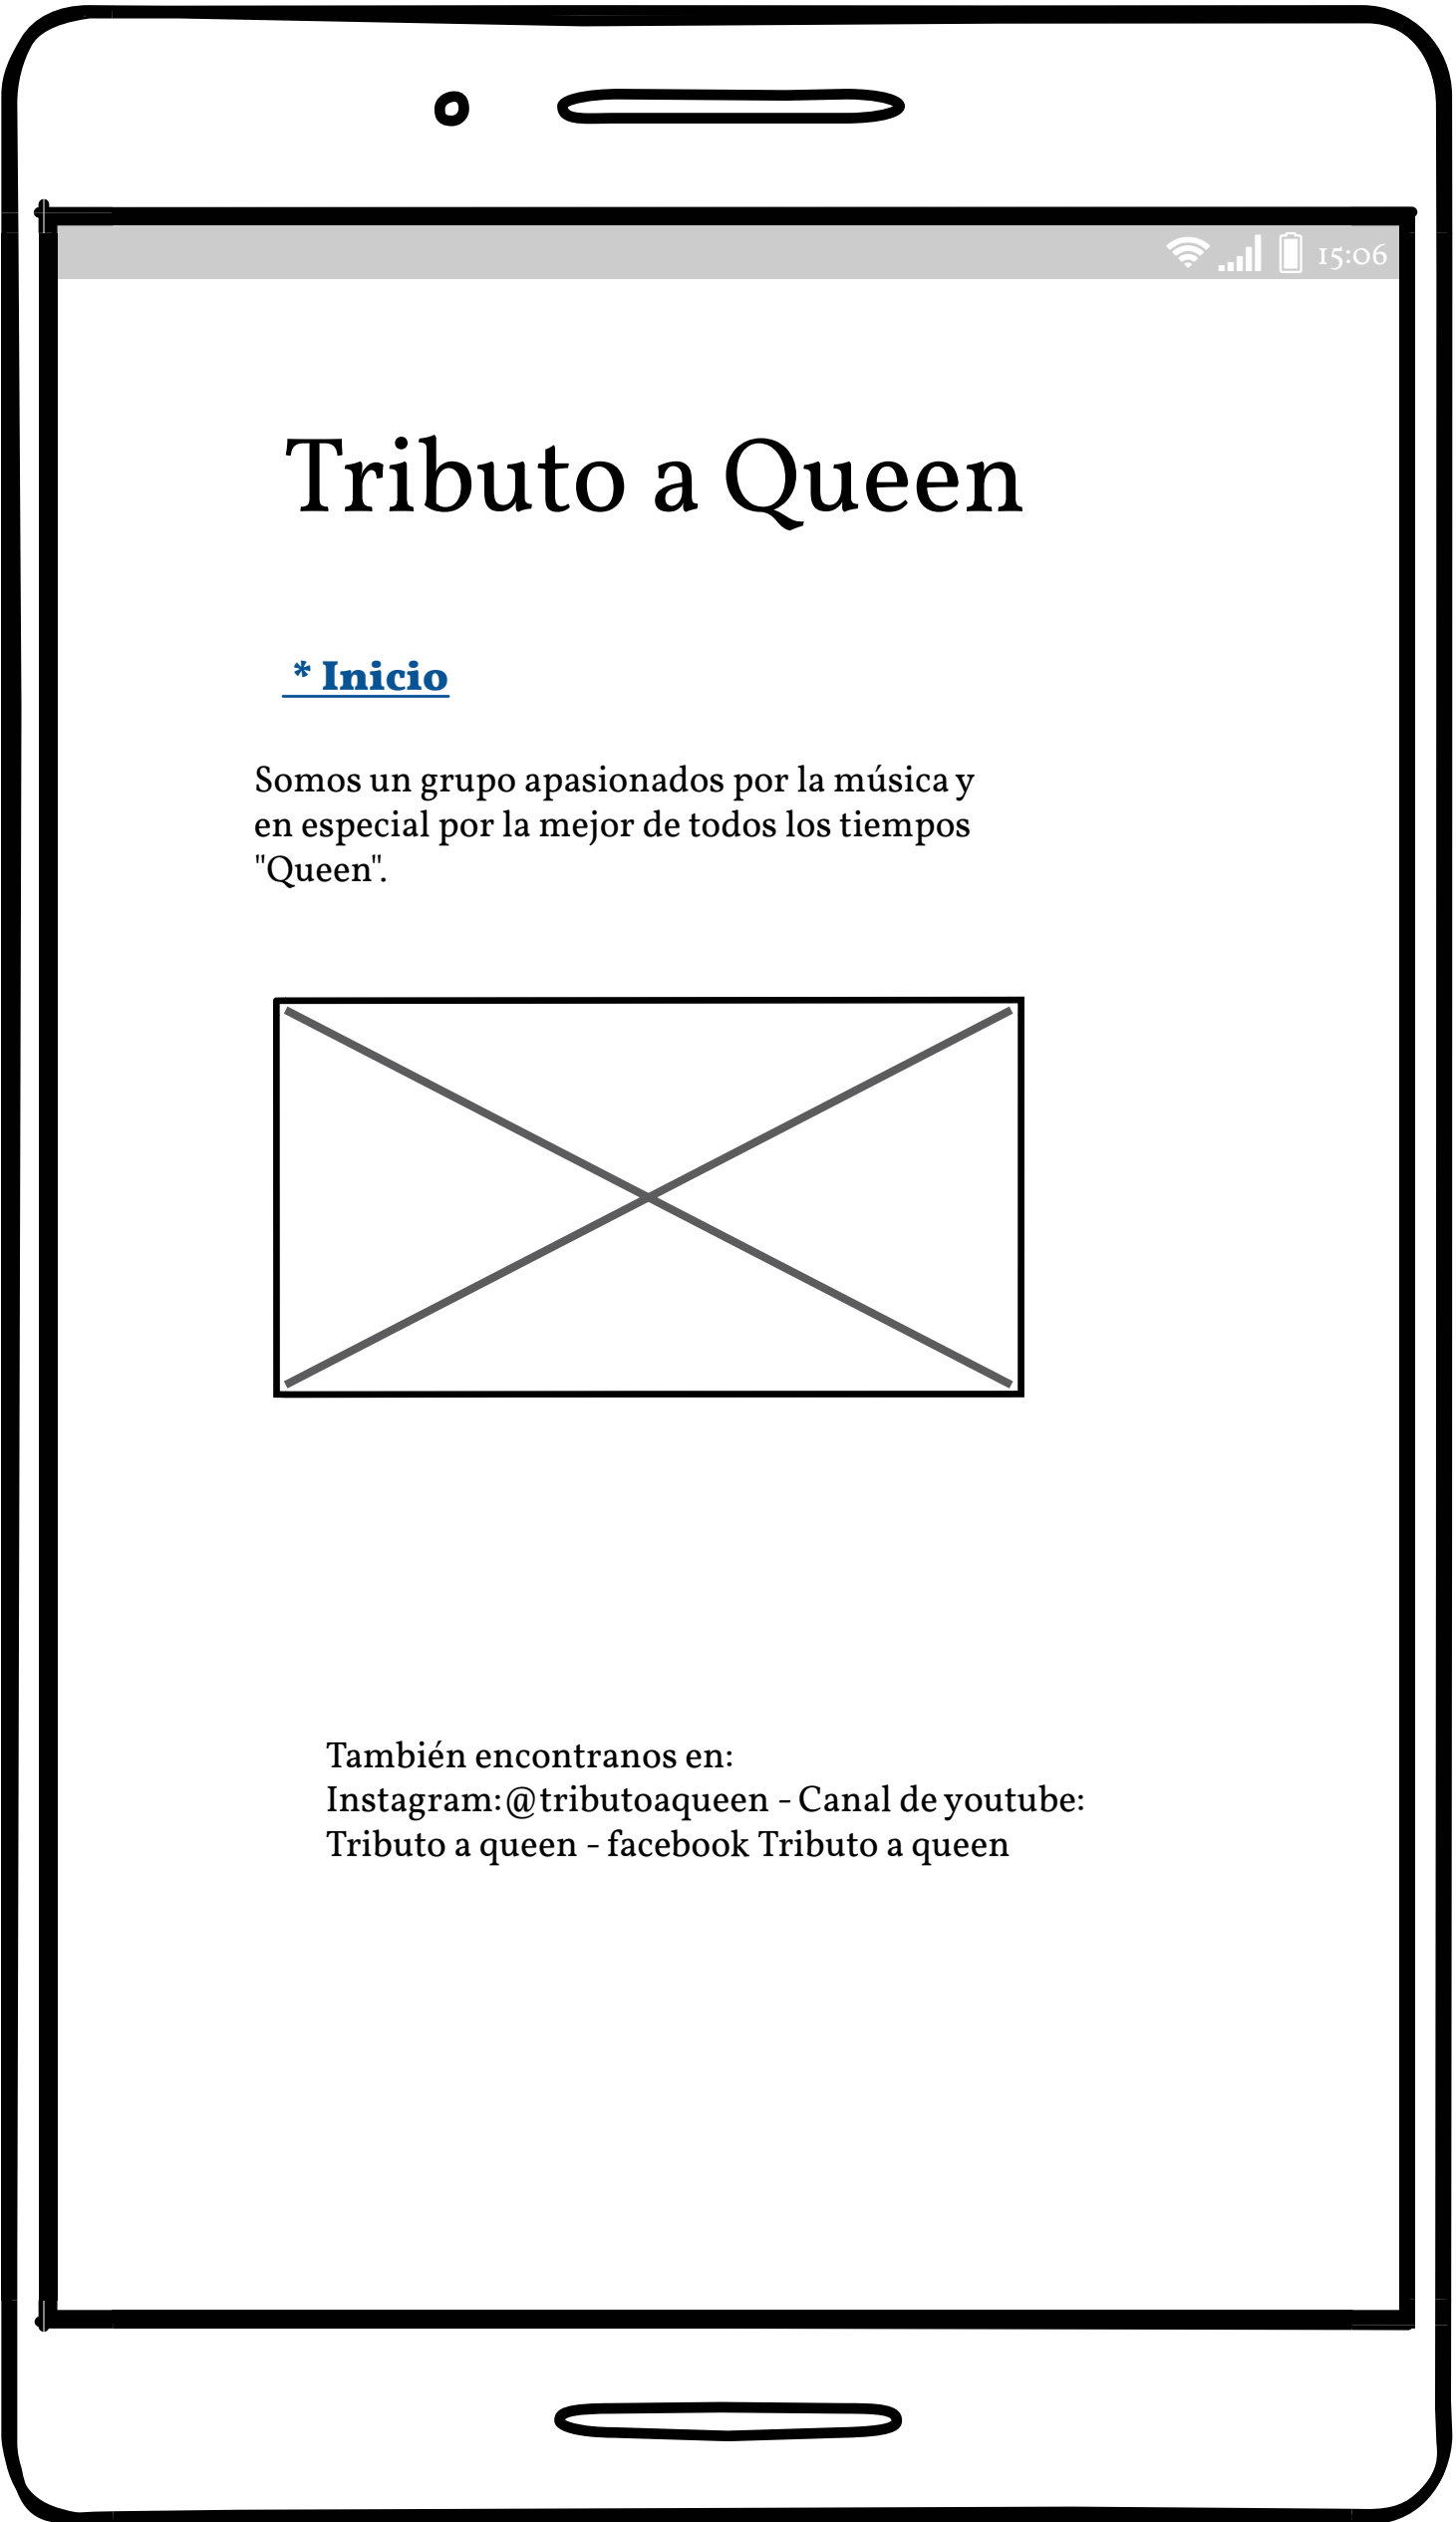 15:06
Tributo a Queen
* Inicio
Somos un grupo apasionados por la música y
en especial por la mejor de todos los tiempos
"Queen".
También encontranos en:
Instagram:@tributoaqueen - Canal de youtube:
Tributo a queen - facebook Tributo a queen